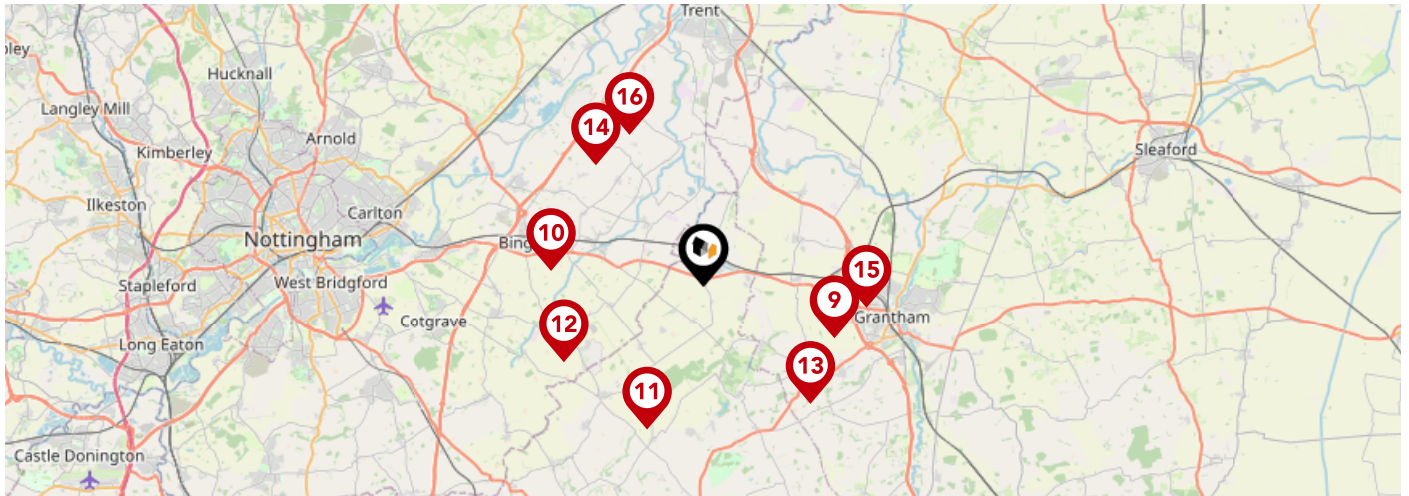 Trent
pley
Hucknall
16
Langley Mill
14
Arnold
Kimberley
Sleaford
Ilkeston
Carlton
10
Nottingham
Bing
15
Stapleford
West Bridgford
9
Cotgrave
12
Grantham
Long Eaton
13
11
Castle Donington